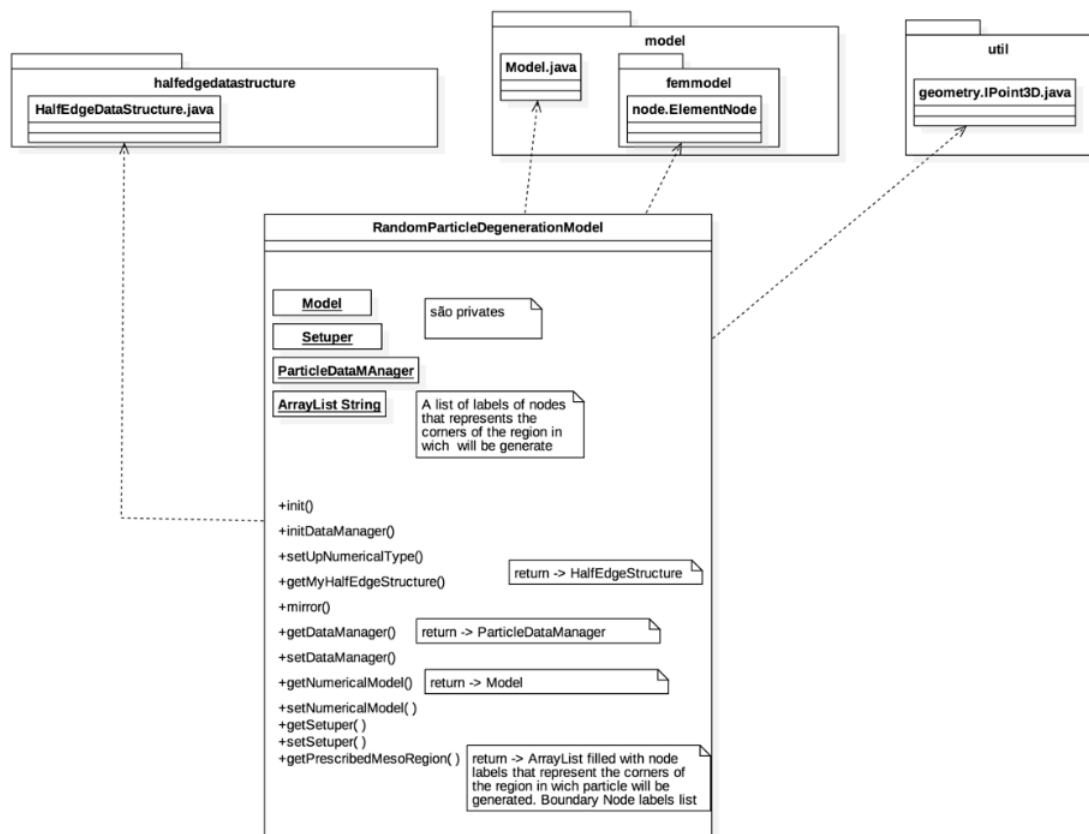 halfedgedatastructure
HalfEdgeDataStructure.java
model
Model.java
femmodel
node.ElementNode
util
geometry.IPoint3D.java
RandomParticleDegenerationModel
Model
são privates
Setuper
ParticleDataMAnager
ArrayList String
A list of labels of nodes
that represents the
corners of the region in
wich will be generate
+init()
+initDataManager()
+setUpNumericalType()
+getMyHalfEdgeStructure()
return -> HalfEdgeStructure
+mirror()
+getDataManager()
return -> ParticleDataManager
+setDataManager()
+getNumericalModel()
return -> Model
+setNumericalModel( )
+getSetuper( )
+setSetuper( )
+getPrescribedMesoRegion( )
return -> ArrayList filled with node
labels that represent the corners of
the region in wich particle will be
generated. Boundary Node labels list